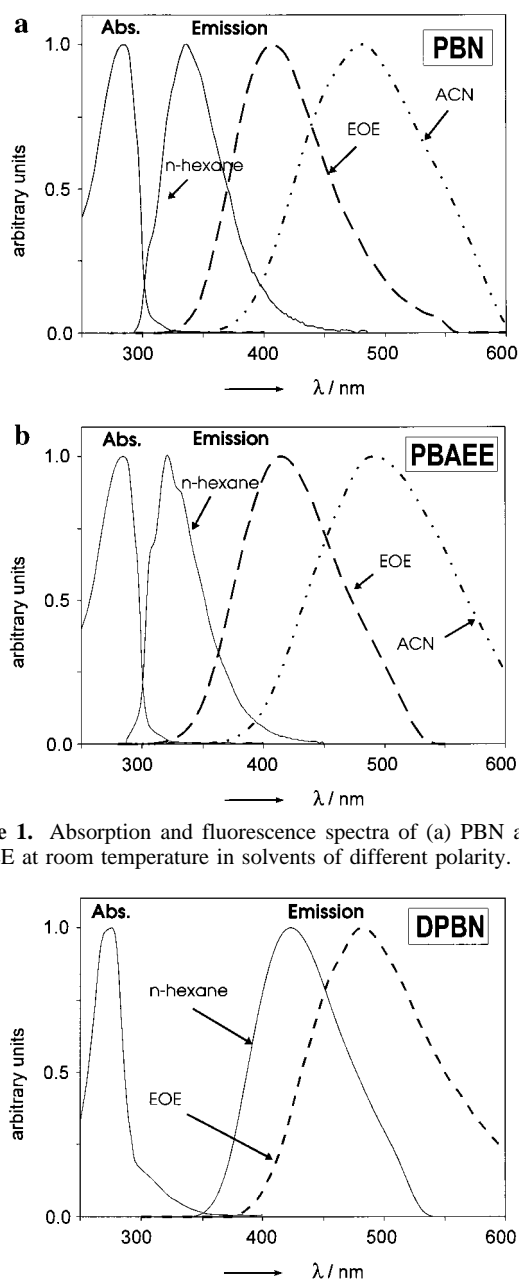 a
Abs.
Emission
PBN
ACN
EOE
n-hexane
arbitrary units
1.0
0.5
0.0
300
400
500
600
λ / nm
b
Abs.
Emission
PBAEE
n-hexane
EOE
ACN
arbitrary units
1.0
0.5
0.0
300
400
500
600
λ / nm
e 1. Absorption and fluorescence spectra of (a) PBN a
E at room temperature in solvents of different polarity.
Abs.
Emission
DPBN
n-hexane
EOE
arbitrary units
1.0
0.5
0.0
300
400
500
600
λ / nm